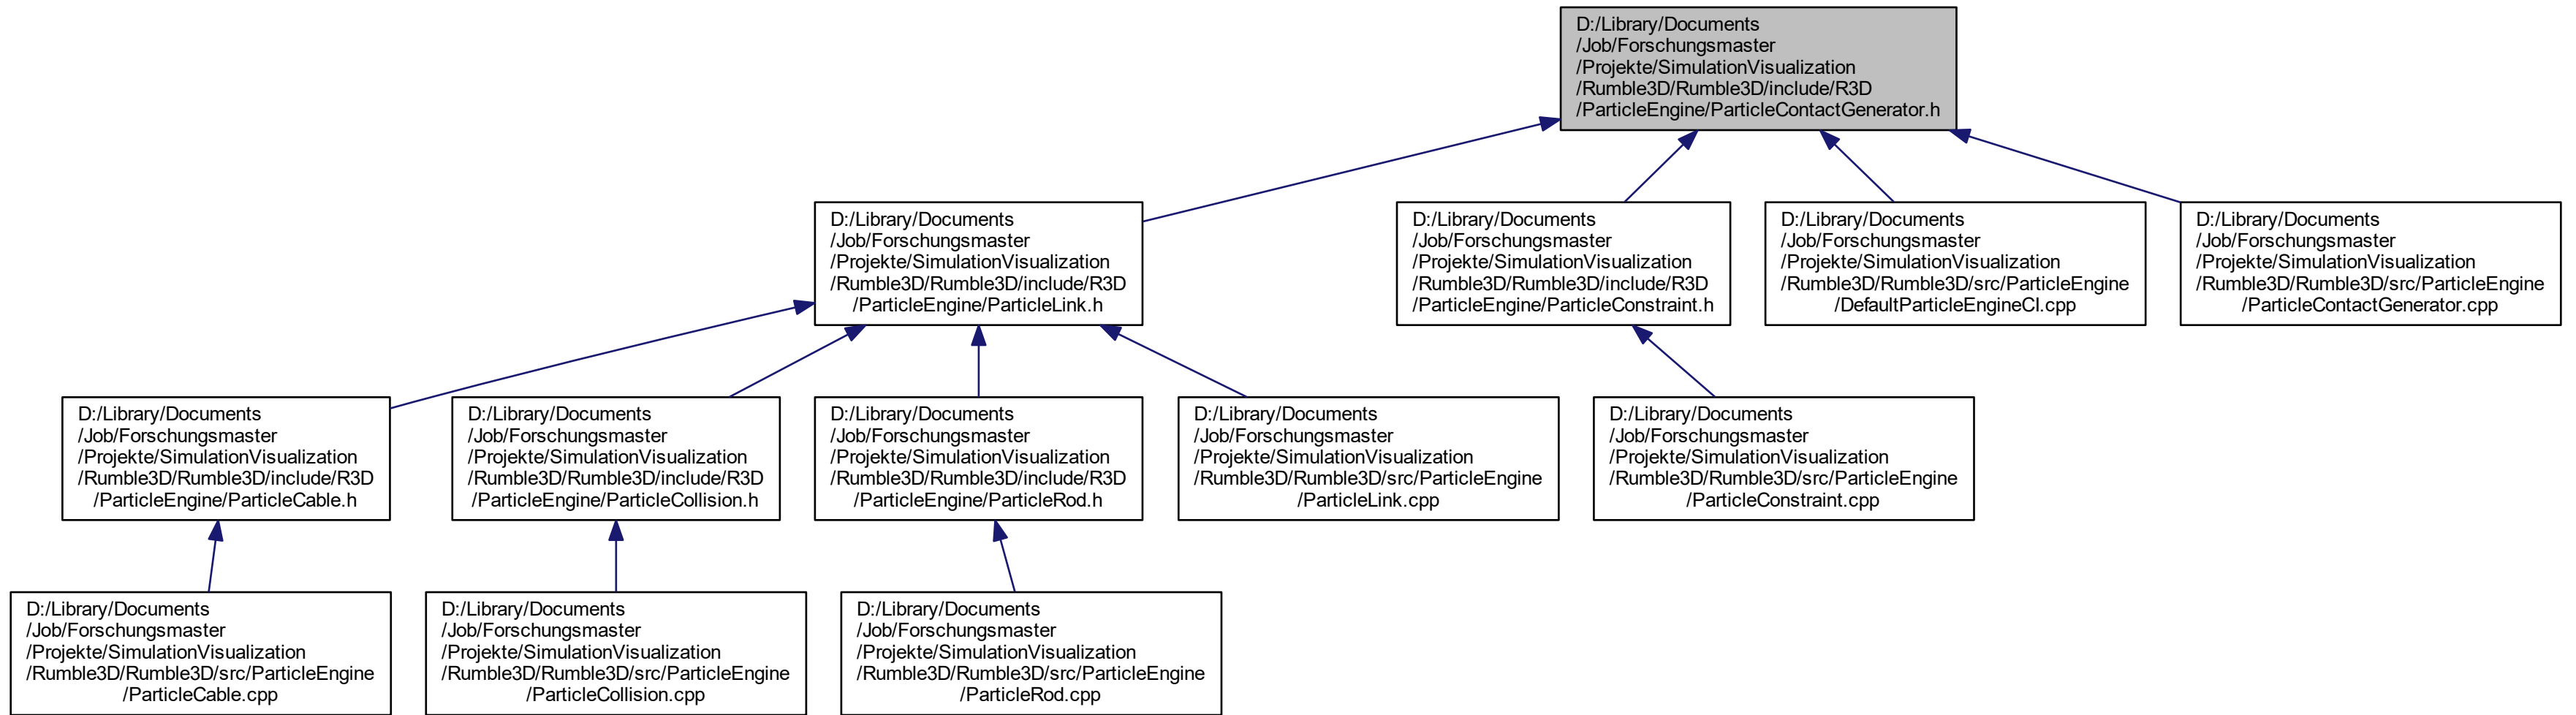 D:/Library/Documents
/Job/Forschungsmaster
/Projekte/SimulationVisualization
/Rumble3D/Rumble3D/include/R3D
/ParticleEngine/ParticleContactGenerator.h
D:/Library/Documents
/Job/Forschungsmaster
/Projekte/SimulationVisualization
/Rumble3D/Rumble3D/include/R3D
/ParticleEngine/ParticleLink.h
D:/Library/Documents
/Job/Forschungsmaster
/Projekte/SimulationVisualization
/Rumble3D/Rumble3D/include/R3D
/ParticleEngine/ParticleConstraint.h
D:/Library/Documents
/Job/Forschungsmaster
/Projekte/SimulationVisualization
/Rumble3D/Rumble3D/src/ParticleEngine
/DefaultParticleEngineCI.cpp
D:/Library/Documents
/Job/Forschungsmaster
/Projekte/SimulationVisualization
/Rumble3D/Rumble3D/src/ParticleEngine
/ParticleContactGenerator.cpp
D:/Library/Documents
/Job/Forschungsmaster
/Projekte/SimulationVisualization
/Rumble3D/Rumble3D/include/R3D
/ParticleEngine/ParticleCable.h
D:/Library/Documents
/Job/Forschungsmaster
/Projekte/SimulationVisualization
/Rumble3D/Rumble3D/include/R3D
/ParticleEngine/ParticleCollision.h
D:/Library/Documents
/Job/Forschungsmaster
/Projekte/SimulationVisualization
/Rumble3D/Rumble3D/include/R3D
/ParticleEngine/ParticleRod.h
D:/Library/Documents
/Job/Forschungsmaster
/Projekte/SimulationVisualization
/Rumble3D/Rumble3D/src/ParticleEngine
/ParticleLink.cpp
D:/Library/Documents
/Job/Forschungsmaster
/Projekte/SimulationVisualization
/Rumble3D/Rumble3D/src/ParticleEngine
/ParticleConstraint.cpp
D:/Library/Documents
/Job/Forschungsmaster
/Projekte/SimulationVisualization
/Rumble3D/Rumble3D/src/ParticleEngine
/ParticleCable.cpp
D:/Library/Documents
/Job/Forschungsmaster
/Projekte/SimulationVisualization
/Rumble3D/Rumble3D/src/ParticleEngine
/ParticleCollision.cpp
D:/Library/Documents
/Job/Forschungsmaster
/Projekte/SimulationVisualization
/Rumble3D/Rumble3D/src/ParticleEngine
/ParticleRod.cpp